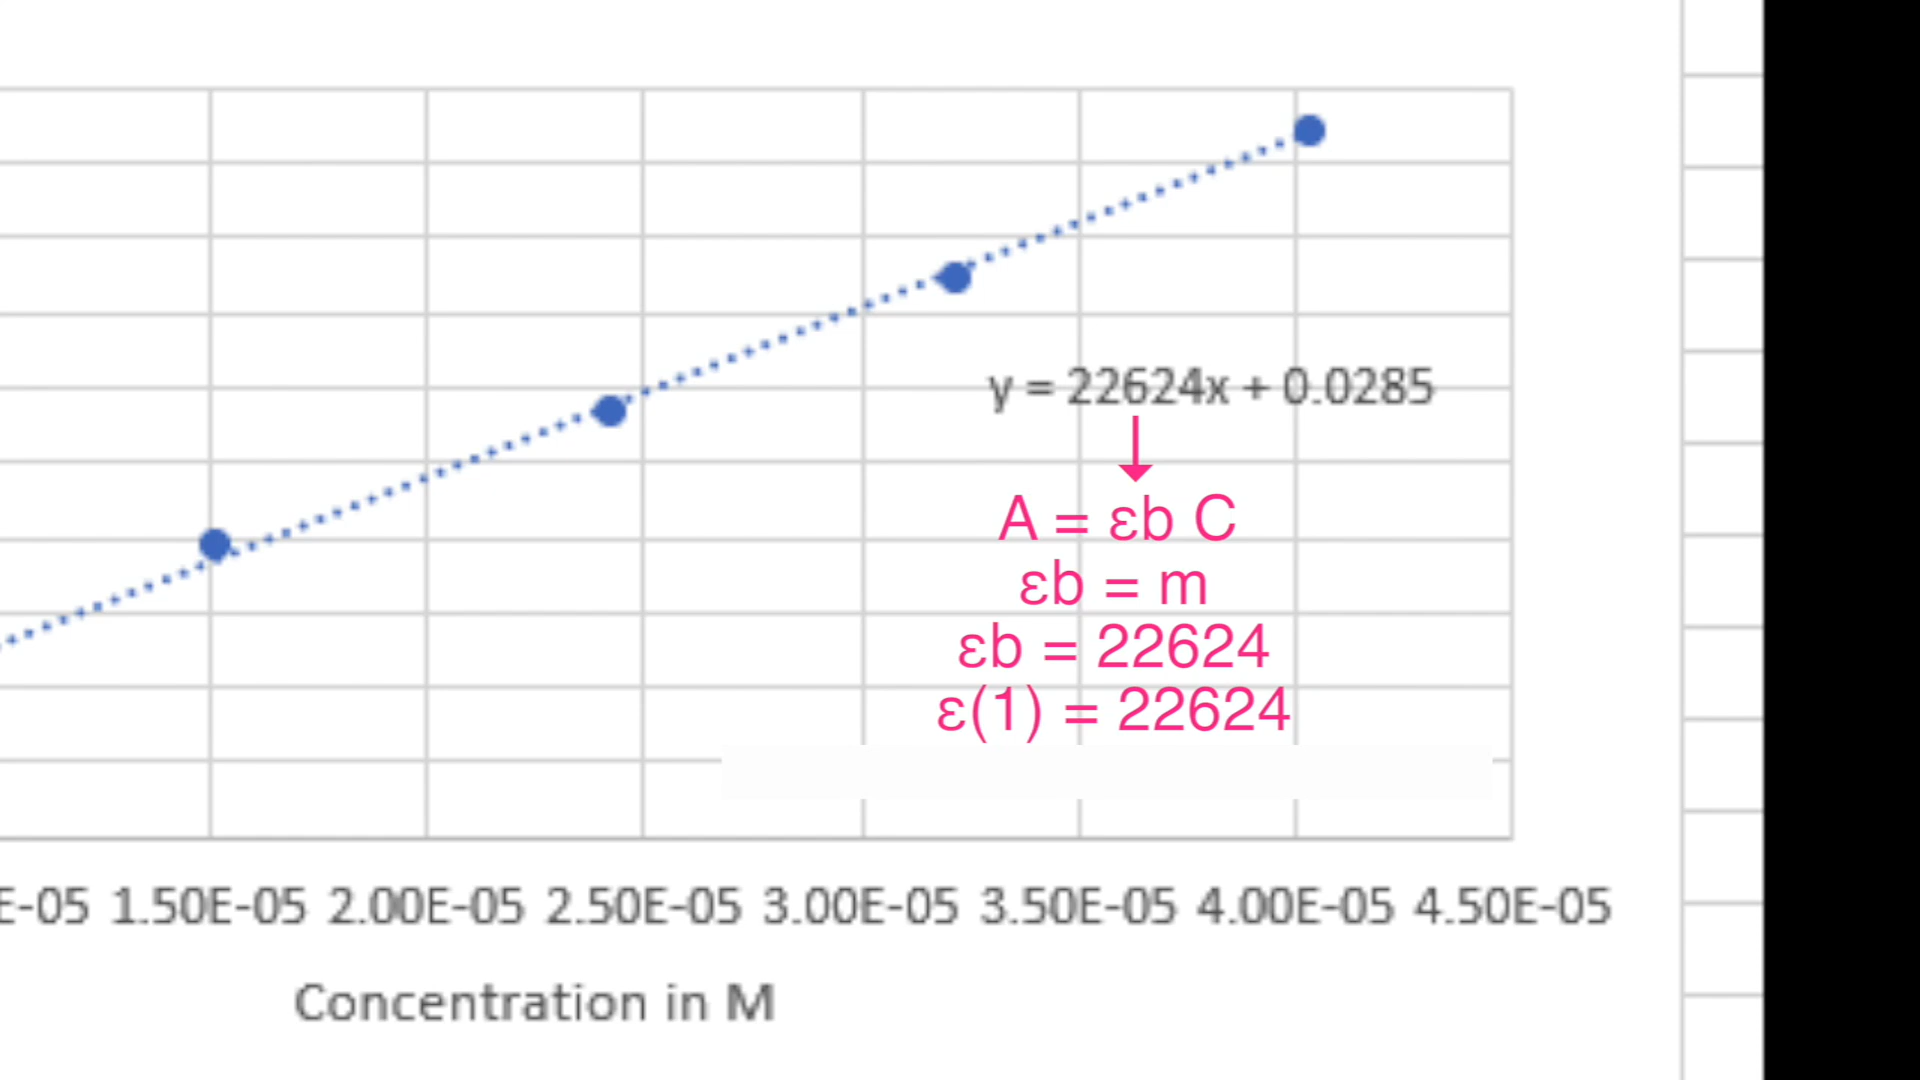 y = 22624x + 0.0285
A = εb C
εb = m
εb = 22624
ε(1) = 22624
E-05 1.50E-05 2.00E-05 2.50E-05 3.00E-05 3.50E-05 4.00E-05 4.50E-05
Concentration in M